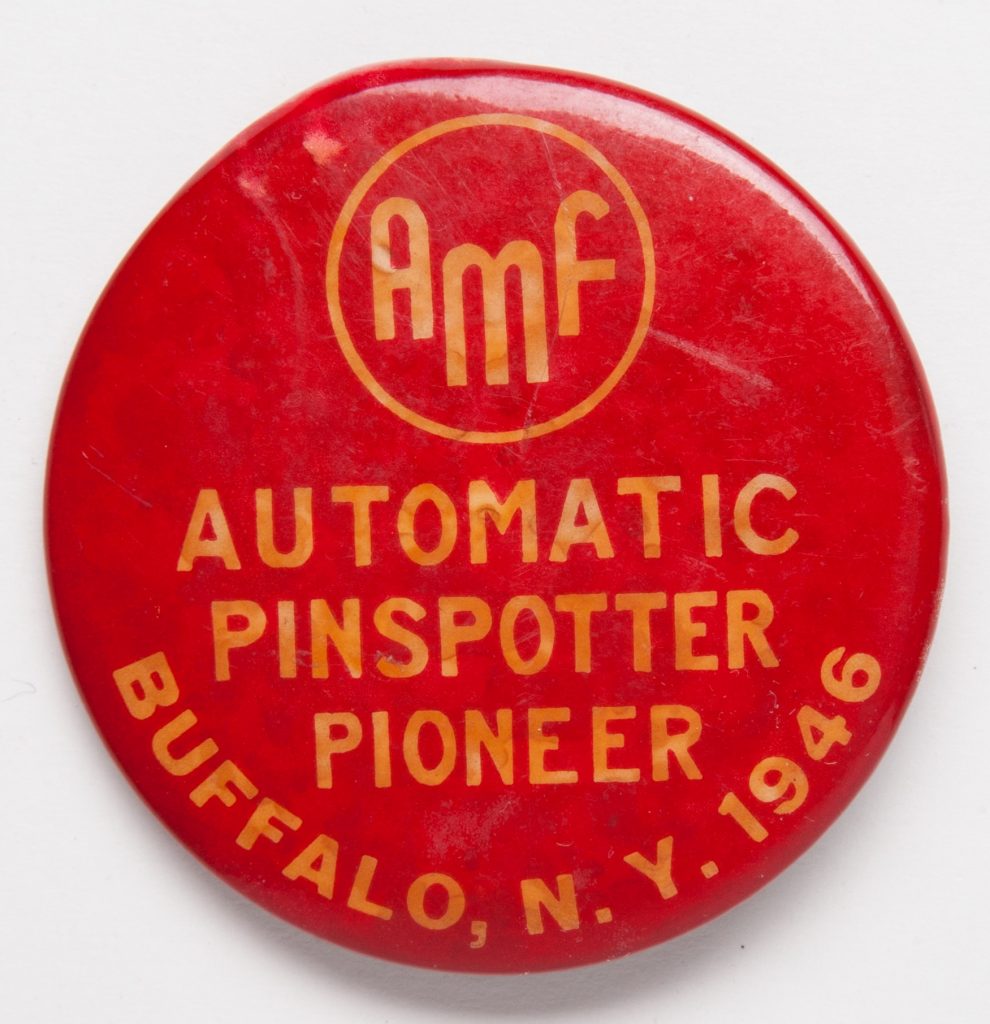 AMF
AUTOMATIC
PINSPOTTER
PIONEER
BUFFALO, N. Y. 1946